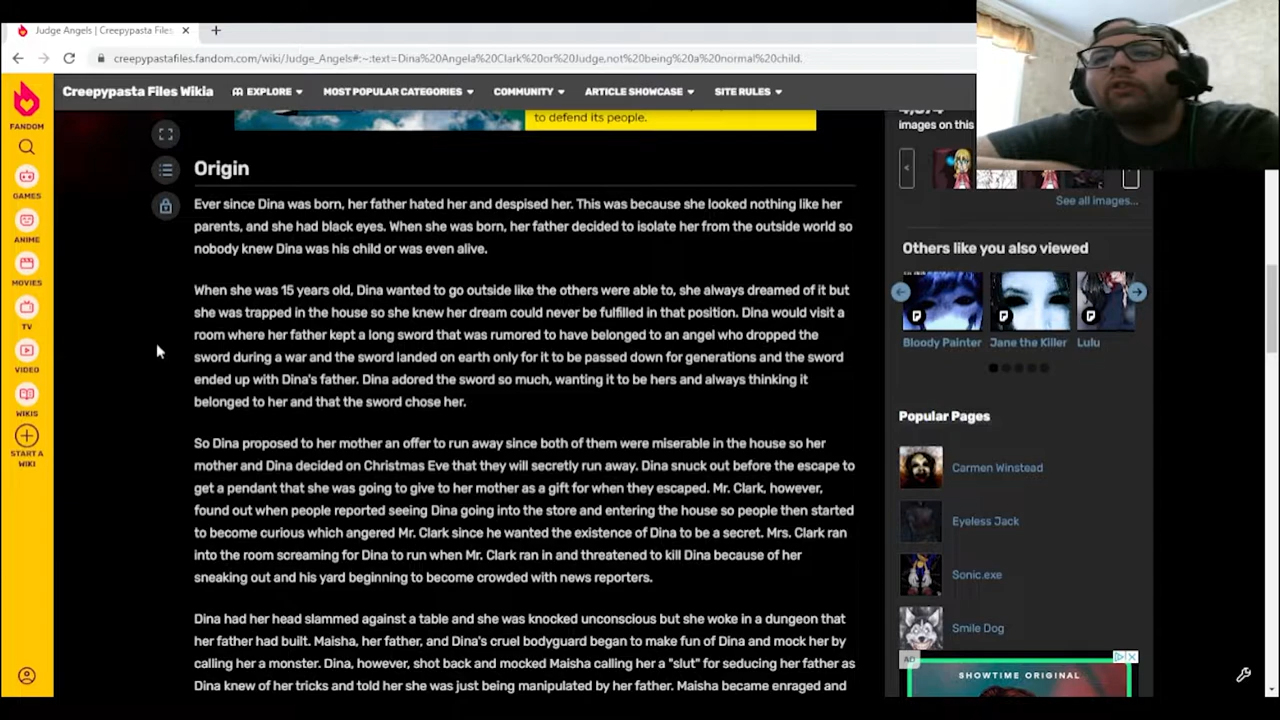 Judge Angels | Creepypasta Files
creepypastafiles.fandom.com/wiki/Judge_Angels#:~:text=Dina%20Angela%20Clark%20or%20Judge,not%20being%20a%20normal%20child.
FANDOM
GAMES
ANIME
MOVIES
TV
VIDEO
WIKIS
START A
WIKI
Creepypasta Files Wikia
EXPLORE
MOST POPULAR CATEGORIES
COMMUNITY
ARTICLE SHOWCASE
SITE RULES
to defend its people.
Origin
Ever since Dina was born, her father hated her and despised her. This was because she looked nothing like her
parents, and she had black eyes. When she was born, her father decided to isolate her from the outside world so
nobody knew Dina was his child or was even alive.
When she was 15 years old, Dina wanted to go outside like the others were able to, she always dreamed of it but
she was trapped in the house so she knew her dream could never be fulfilled in that position. Dina would visit a
room where her father kept a long sword that was rumored to have belonged to an angel who dropped the
sword during a war and the sword landed on earth only for it to be passed down for generations and the sword
ended up with Dina's father. Dina adored the sword so much, wanting it to be hers and always thinking it
belonged to her and that the sword chose her.
So Dina proposed to her mother an offer to run away since both of them were miserable in the house so her
mother and Dina decided on Christmas Eve that they will secretly run away. Dina snuck out before the escape to
get a pendant that she was going to give to her mother as a gift for when they escaped. Mr. Clark, however,
found out when people reported seeing Dina going into the store and entering the house so people then started
to become curious which angered Mr. Clark since he wanted the existence of Dina to be a secret. Mrs. Clark ran
into the room screaming for Dina to run when Mr. Clark ran in and threatened to kill Dina because of her
sneaking out and his yard beginning to become crowded with news reporters.
Dina had her head slammed against a table and she was knocked unconscious but she woke in a dungeon that
her father had built. Maisha, her father, and Dina's cruel bodyguard began to make fun of Dina and mock her by
calling her a monster. Dina, however, shot back and mocked Maisha calling her a "slut" for seducing her father as
Dina knew of her tricks and told her she was just being manipulated by her father. Maisha became enraged and
images on this
See all images...
Others like you also viewed
Bloody Painter
Jane the Killer
Lulu
Popular Pages
Carmen Winstead
Eyeless Jack
Sonic.exe
Smile Dog
AD
SHOWTIME ORIGINAL